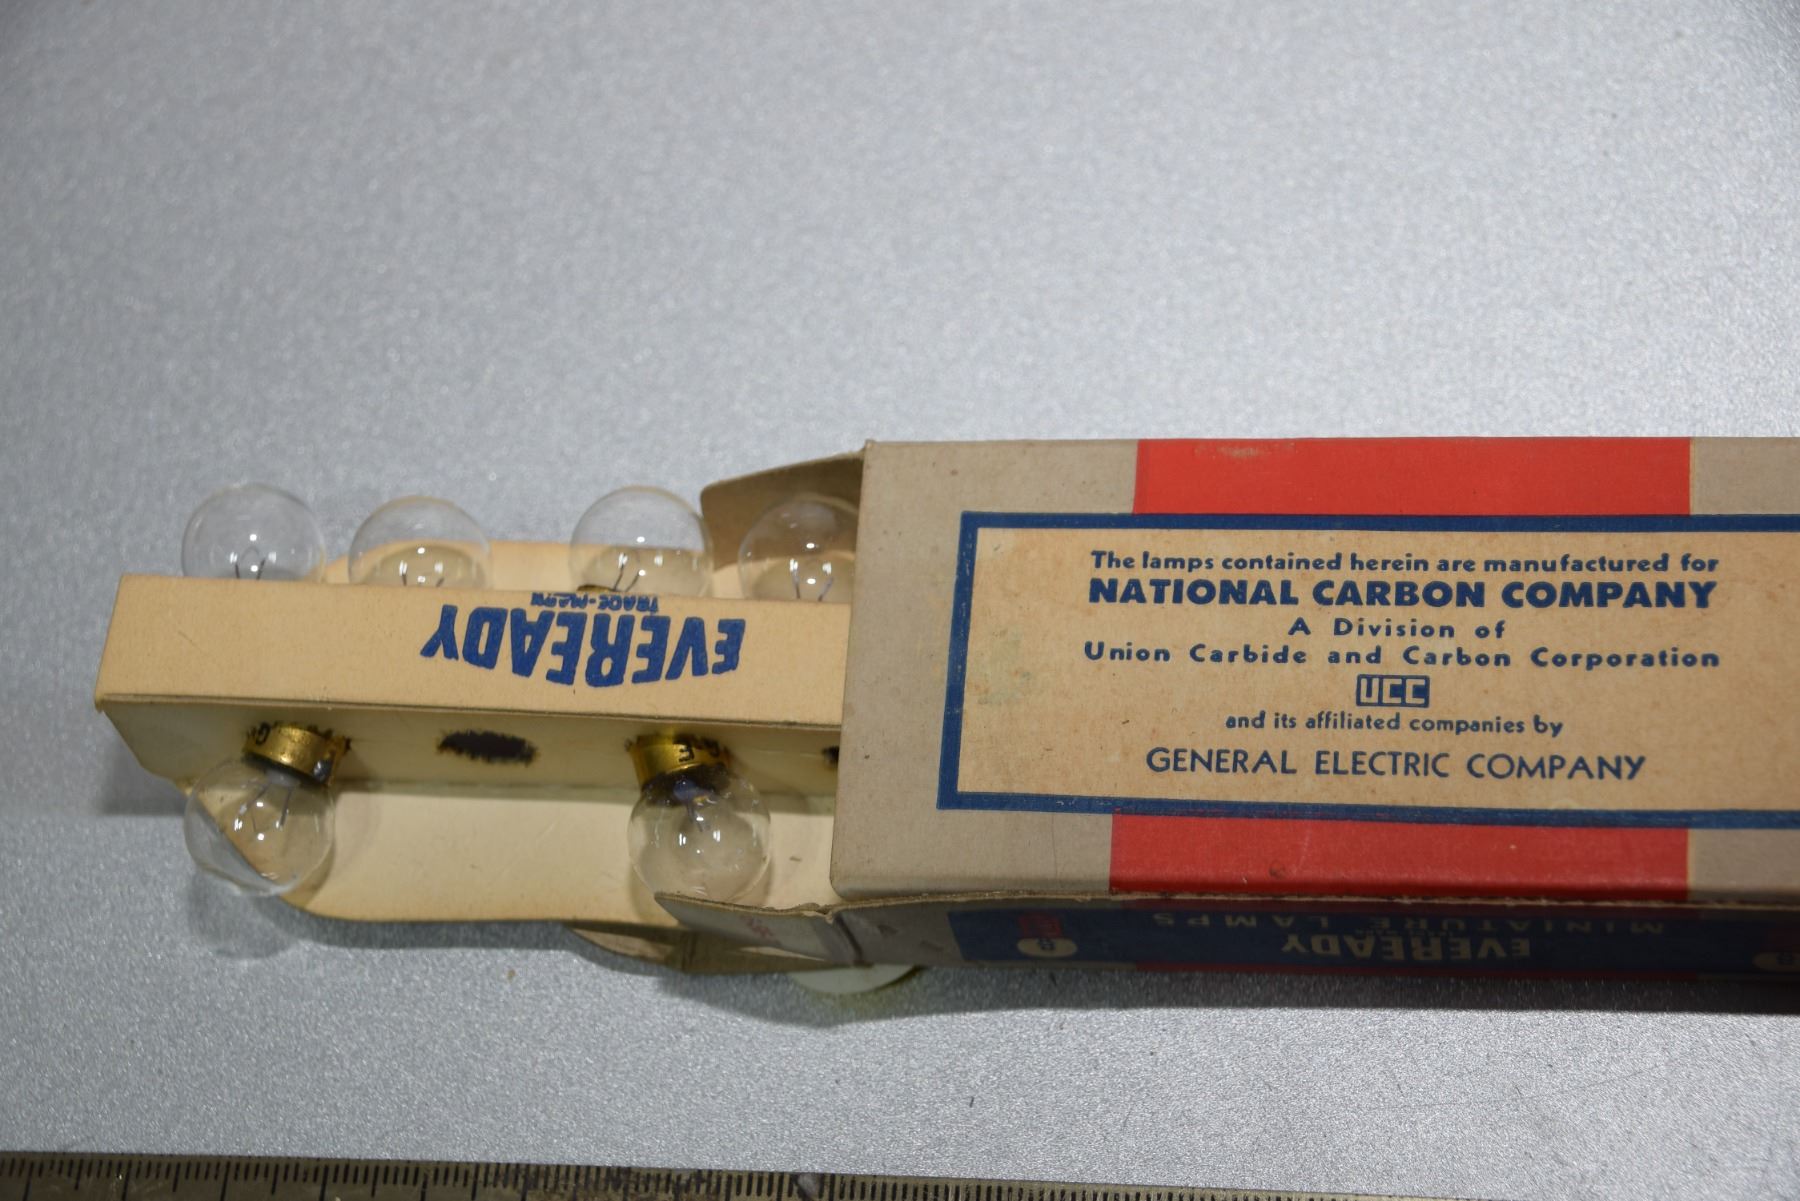 EVEREADY
TRADE-MARK
The lamps contained herein are manufactured for
NATIONAL CARBON COMPANY
A Division of
Union Carbide and Carbon Corporation
UCC
and its affiliated companies by
GENERAL ELECTRIC COMPANY
EVEREADY
MINIATURE LAMPS